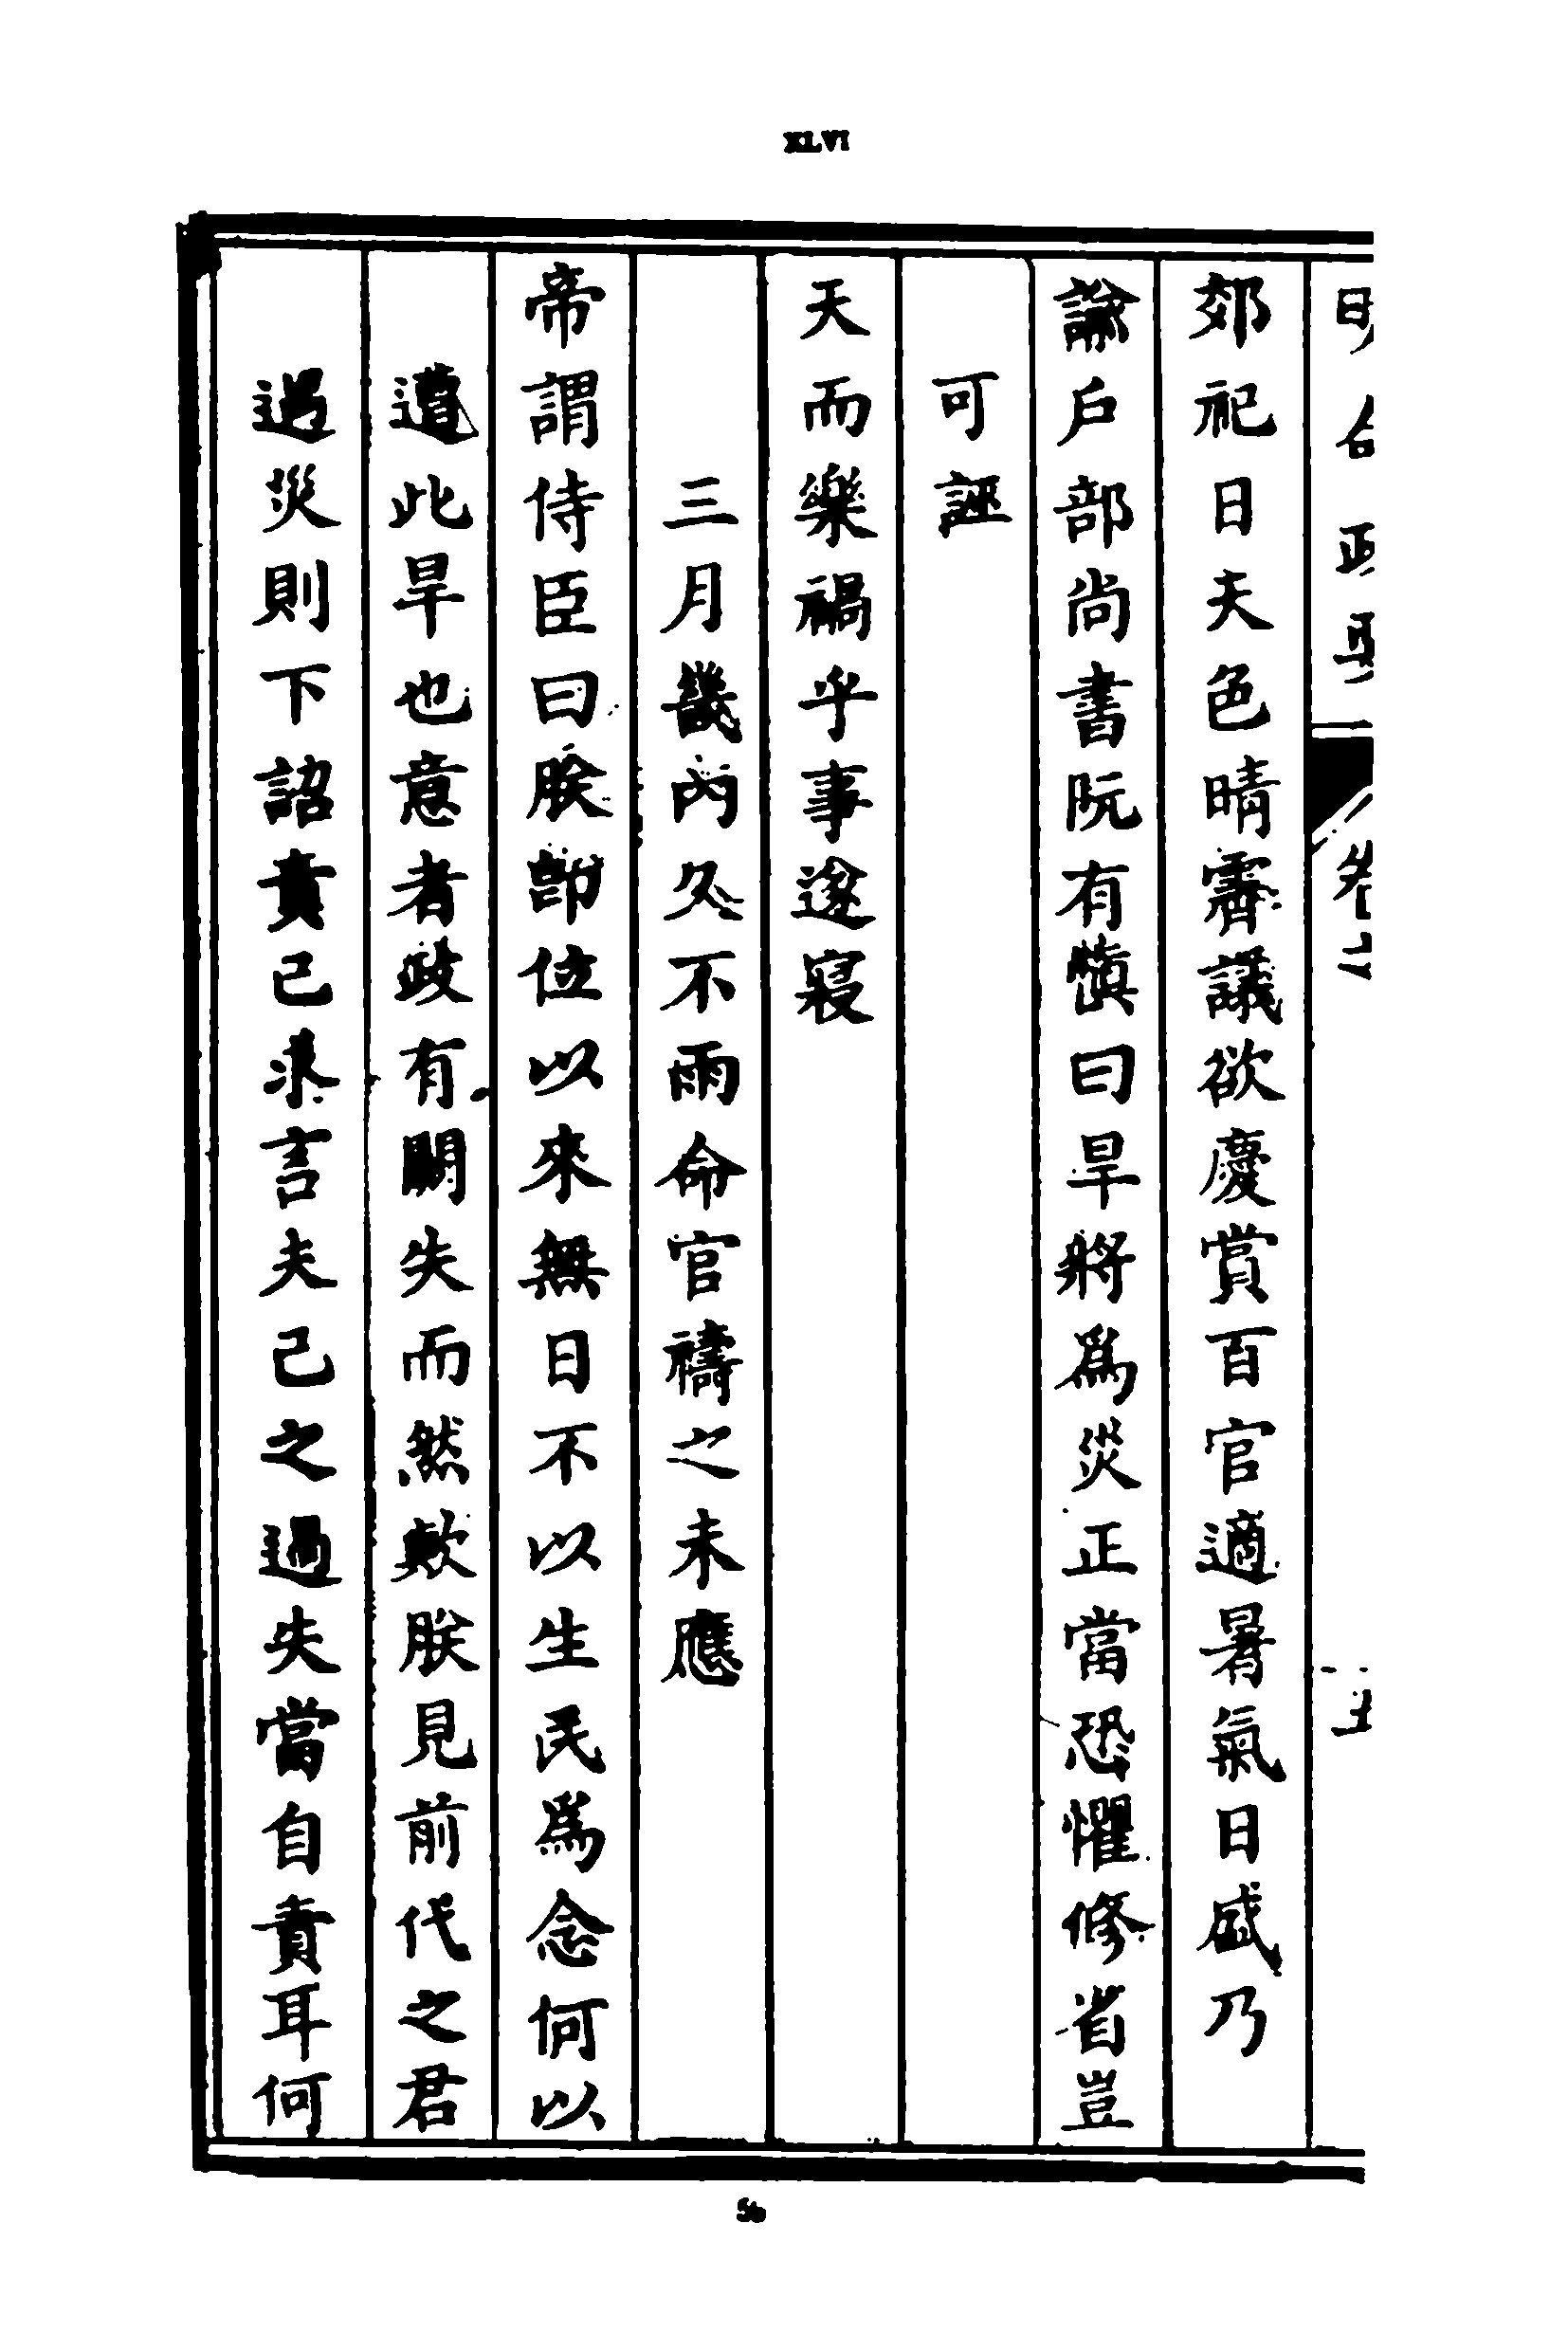 XLVI
明命政要
卷
五
郊祀日天色晴霽議欲慶賞百官適暑氣日盛乃
諭戶部尚書阮有慎曰旱將爲災正當恐懼修省豈
可誣
天而樂禍乎事遂寢
三月畿內久不雨命官禱之未應
帝謂侍臣曰朕卽位以來無日不以生民爲念何以
遭此旱也意者政有闕失而然歟朕見前代之君
遇災則下詔責己求言夫己之過失當自責耳何
5b